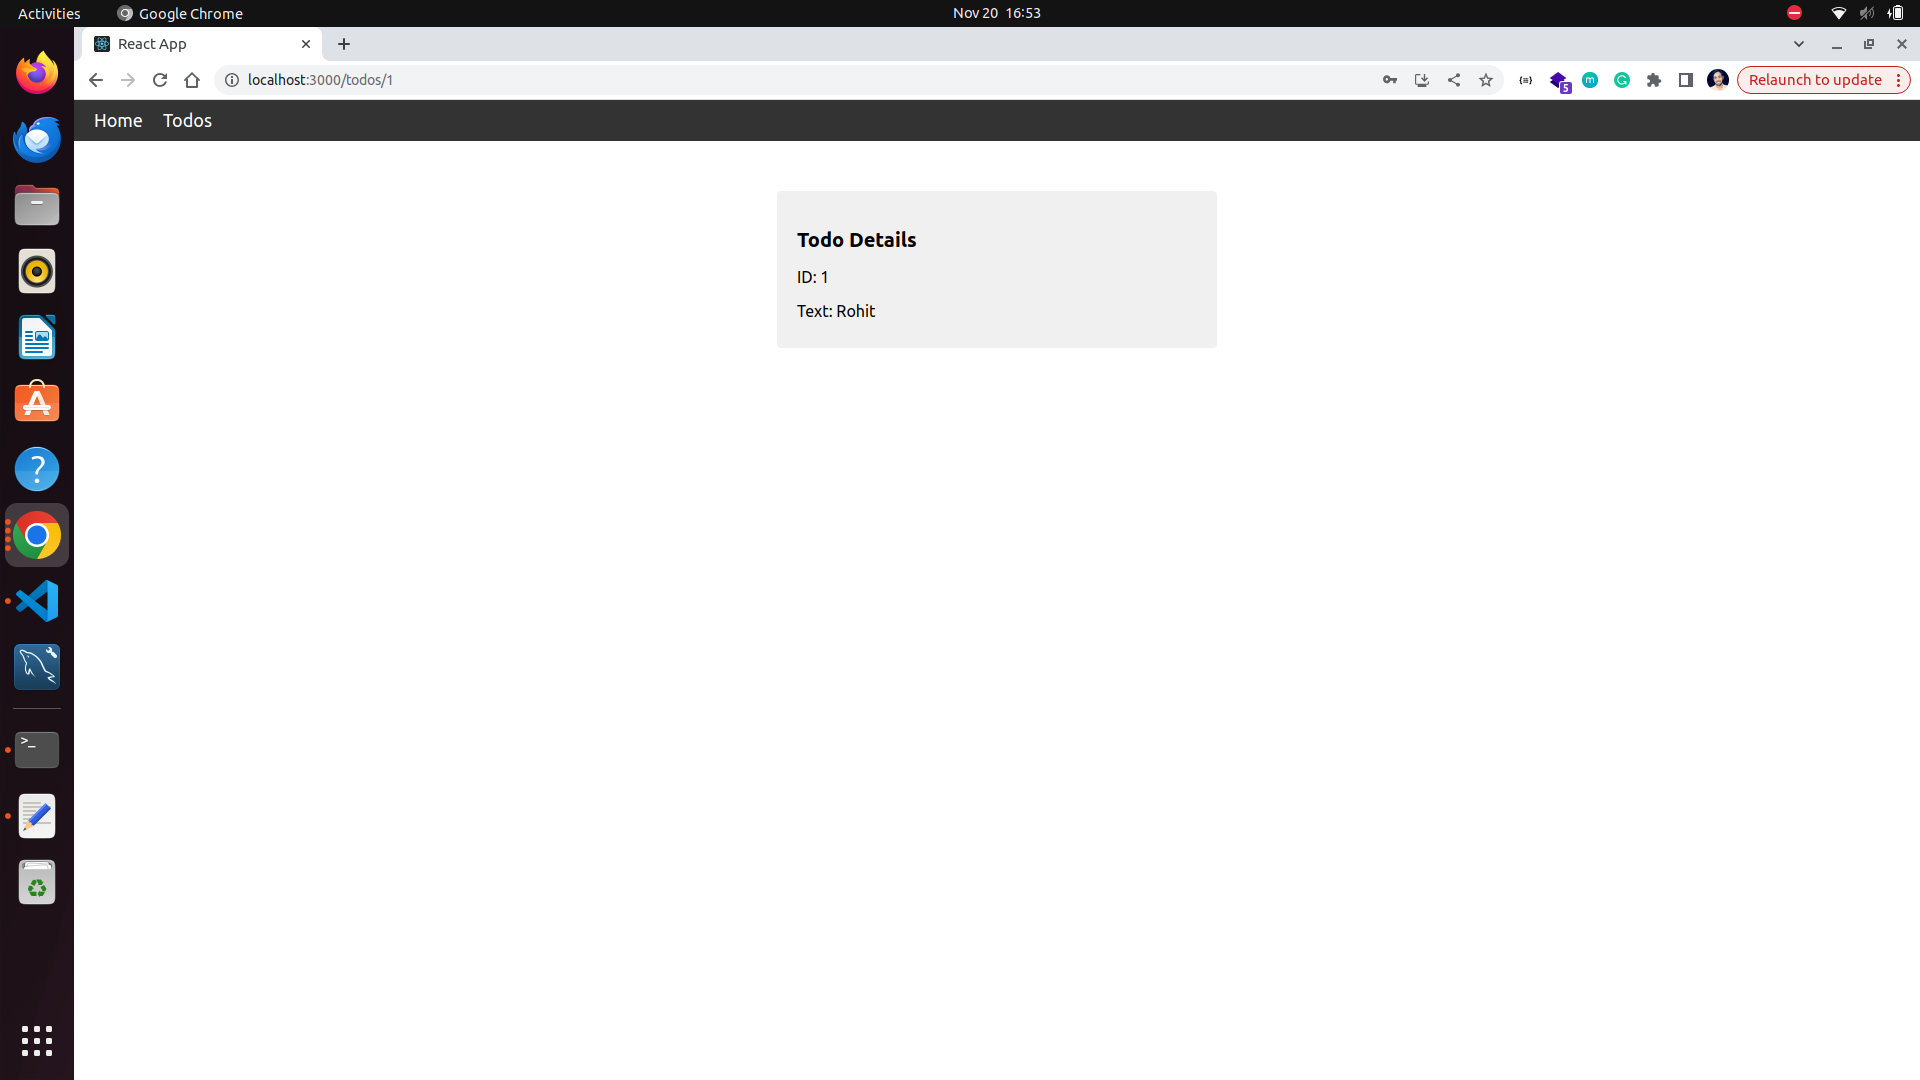 Activities
Google Chrome
Nov 20 16:53
React App
localhost:3000/todos/1
5
m
Relaunch to update
Home
Todos
Todo Details
ID: 1
Text: Rohit
?
>_